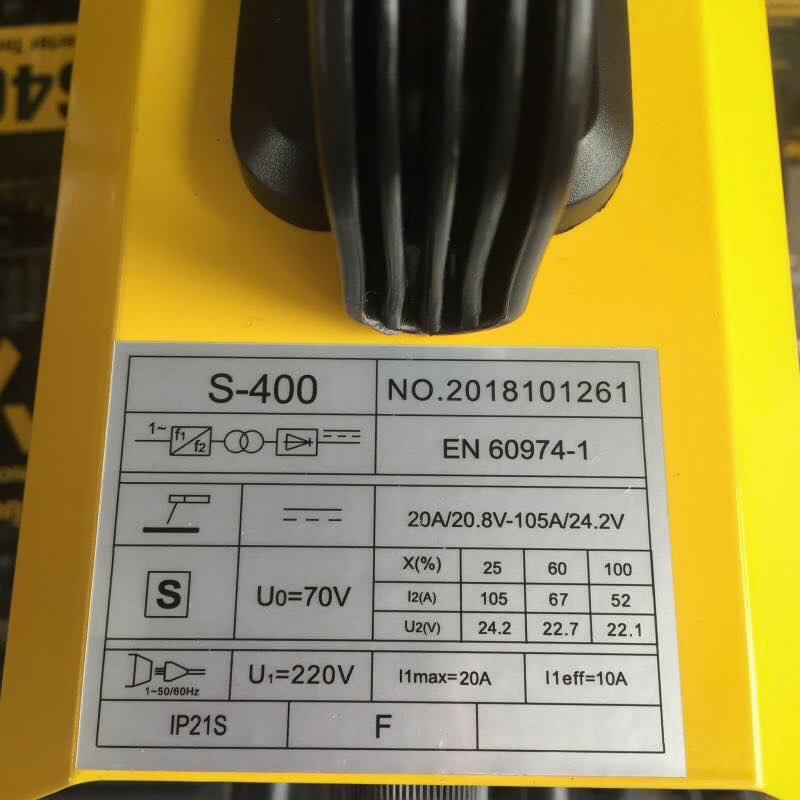 S-400 NO.2018101261
1~ f1 f2 EN 60974-1
20A/20.8V-105A/24.2V
X(%) 25 60 100
S U0=70V I2(A) 105 67 52
U2(V) 24.2 22.7 22.1
1~50/60Hz U1=220V I1max=20A I1eff=10A
IP21S F